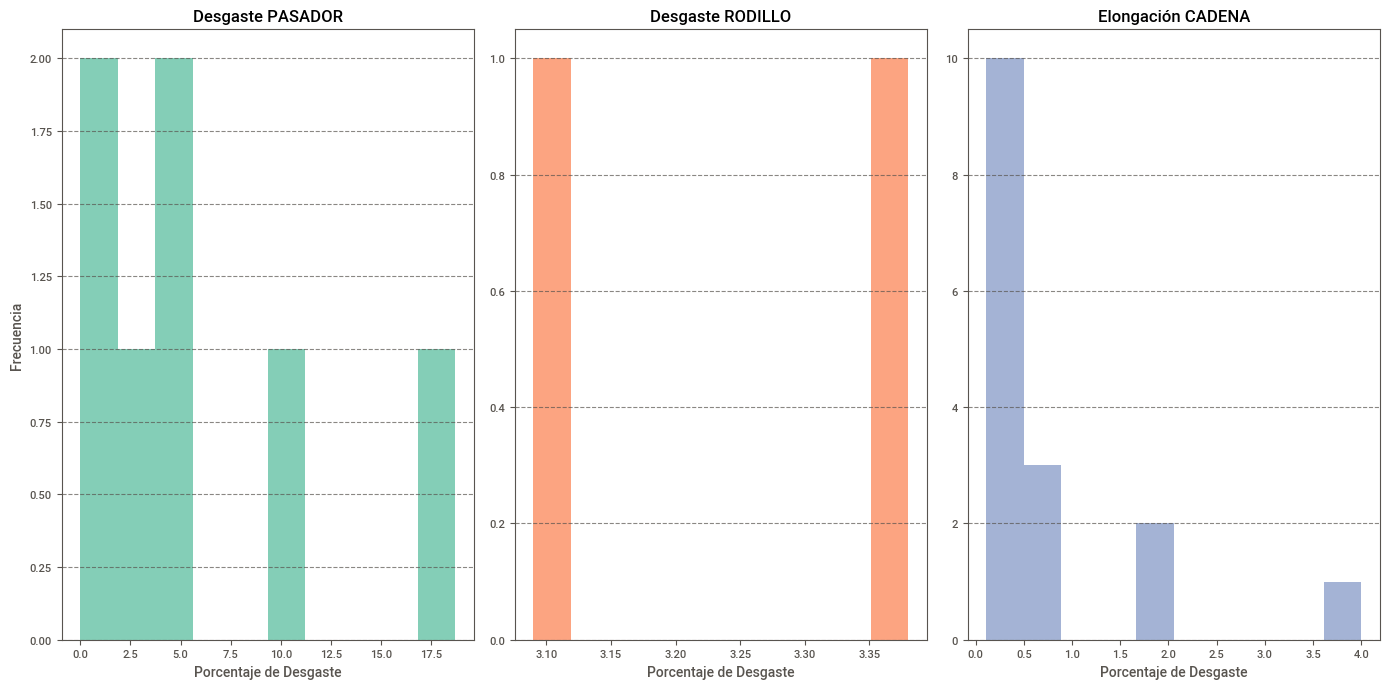 Desgaste PASADOR
Desgaste RODILLO
Elongación CADENA
Frecuencia
2.00
1.75
1.50
1.25
1.00
0.75
0.50
0.25
0.00
0.0 2.5 5.0 7.5 10.0 12.5 15.0 17.5
Porcentaje de Desgaste
1.0
0.8
0.6
0.4
0.2
0.0
3.10 3.15 3.20 3.25 3.30 3.35
Porcentaje de Desgaste
10
8
6
4
2
0
0.0 0.5 1.0 1.5 2.0 2.5 3.0 3.5 4.0
Porcentaje de Desgaste